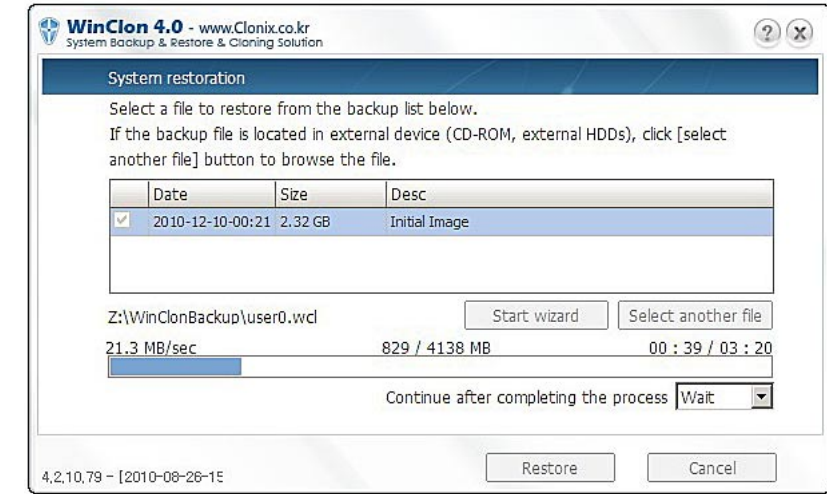 WinClon 4.0 - www.Clonix.co.kr
System Backup & Restore & Cloning Solution
?
X
System restoration
Select a file to restore from the backup list below.
If the backup file is located in external device (CD-ROM, external HDDs), click [select
another file] button to browse the file.
Date Size Desc
2010-12-10-00:21 2.32 GB Initial Image
Z:\WinClonBackup\user0.wcl Start wizard Select another file
21.3 MB/sec 829 / 4138 MB 00 : 39 / 03 : 20
Continue after completing the process Wait
4,2,10,79 - [2010-08-26-15
Restore Cancel